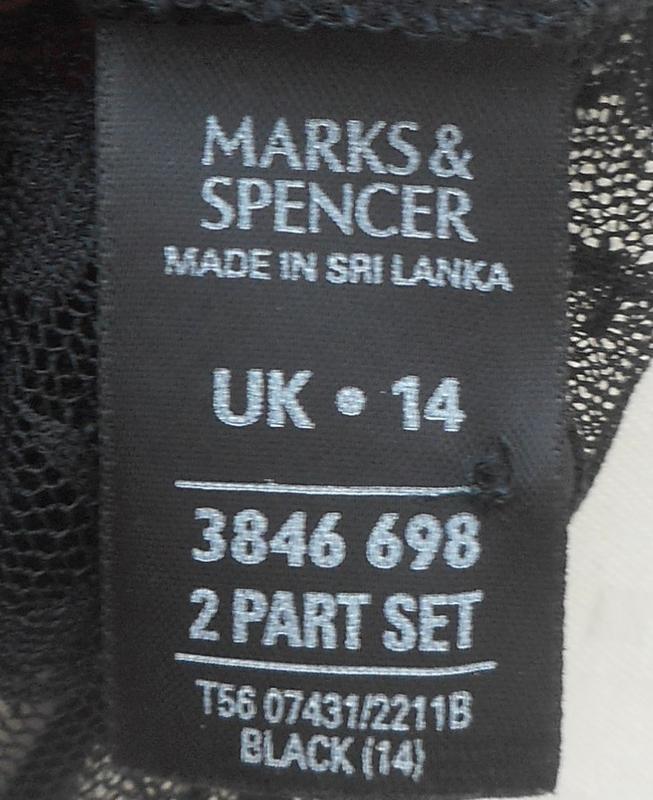 MARKS &
SPENCER
MADE IN SRI LANKA
UK • 14
3846 698
2 PART SET
T56 07431/2211B
BLACK (14)